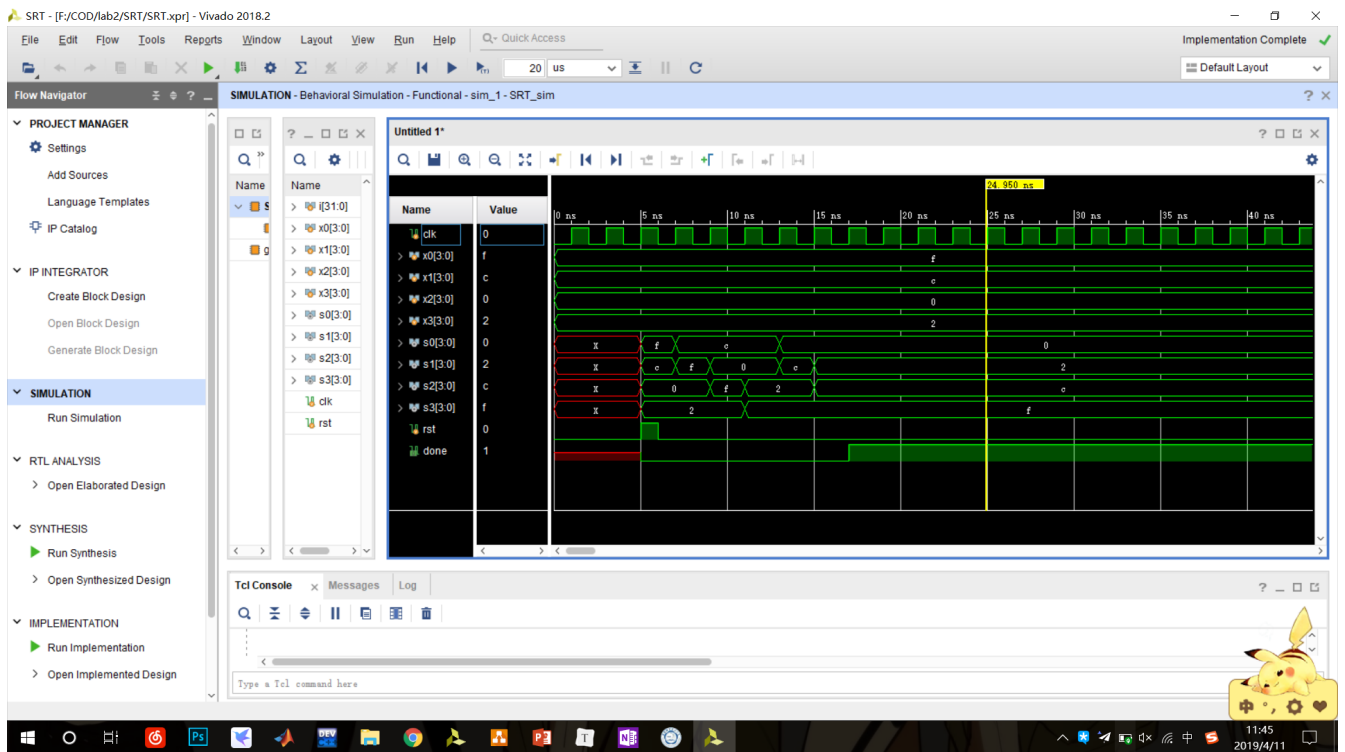 SRT - [F:/COD/lab2/SRT/SRT.xpr] - Vivado 2018.2
File Edit Flow Tools Reports Window Layout View Run Help Q- Quick Access
Implementation Complete
20 us
Default Layout
Flow Navigator
SIMULATION - Behavioral Simulation - Functional - sim_1 - SRT_sim
PROJECT MANAGER
Settings
Add Sources
Language Templates
IP Catalog
IP INTEGRATOR
Create Block Design
Open Block Design
Generate Block Design
SIMULATION
Run Simulation
RTL ANALYSIS
Open Elaborated Design
SYNTHESIS
Run Synthesis
Open Synthesized Design
IMPLEMENTATION
Run Implementation
Open Implemented Design
Name
S
g
Name
i[31:0]
x0[3:0]
x1[3:0]
x2[3:0]
x3[3:0]
s0[3:0]
s1[3:0]
s2[3:0]
s3[3:0]
clk
rst
Untitled 1*
24.950 ns
Name Value 0 ns 5 ns 10 ns 15 ns 20 ns 25 ns 30 ns 35 ns 40 ns
clk 0
x0[3:0] f f
x1[3:0] c c
x2[3:0] 0 0
x3[3:0] 2 2
s0[3:0] 0 X f c 0
s1[3:0] 2 X c f 0 c 2
s2[3:0] c X 0 f 2 c
s3[3:0] f X 2 f
rst 0
done 1
Tcl Console Messages Log
Type a Tcl command here
中 °,
Ps DEV P T N
中 S
11:45
2019/4/11